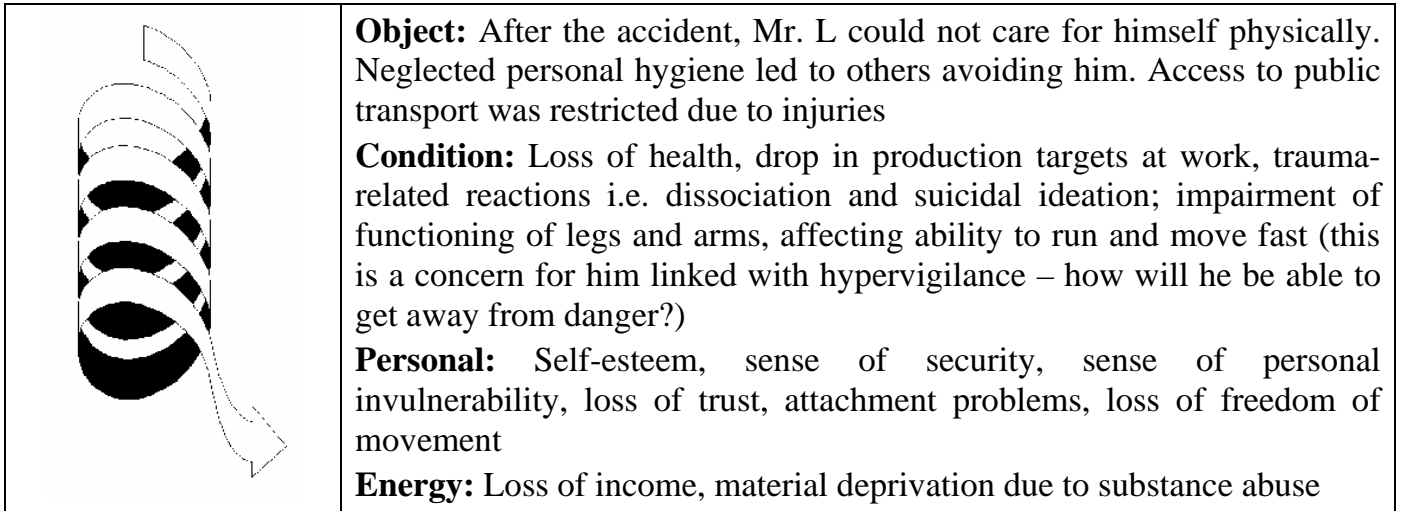 Object: After the accident, Mr. L could not care for himself physically.
Neglected personal hygiene led to others avoiding him. Access to public
transport was restricted due to injuries
Condition: Loss of health, drop in production targets at work, trauma-
related reactions i.e. dissociation and suicidal ideation; impairment of
functioning of legs and arms, affecting ability to run and move fast (this
is a concern for him linked with hypervigilance – how will he be able to
get away from danger?)
Personal: Self-esteem, sense of security, sense of personal
invulnerability, loss of trust, attachment problems, loss of freedom of
movement
Energy: Loss of income, material deprivation due to substance abuse